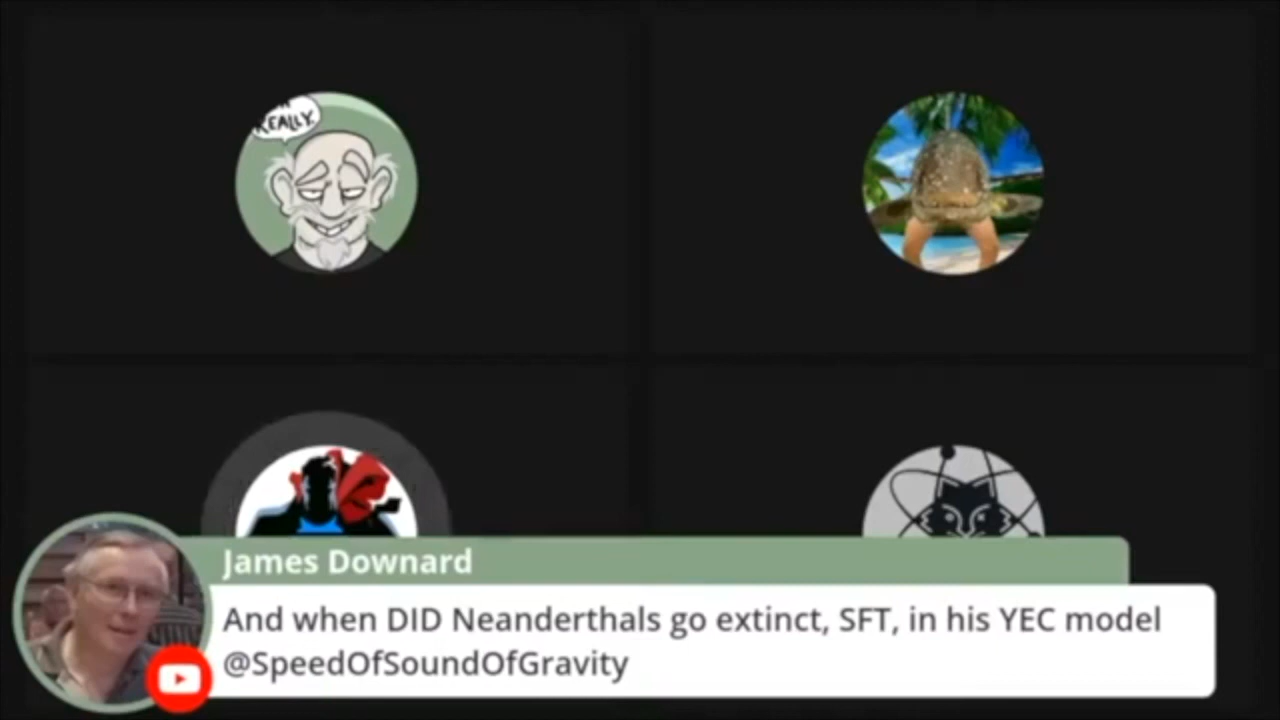 REALLY.
James Downard
And when DID Neanderthals go extinct, SFT, in his YEC model
@SpeedOfSoundOfGravity